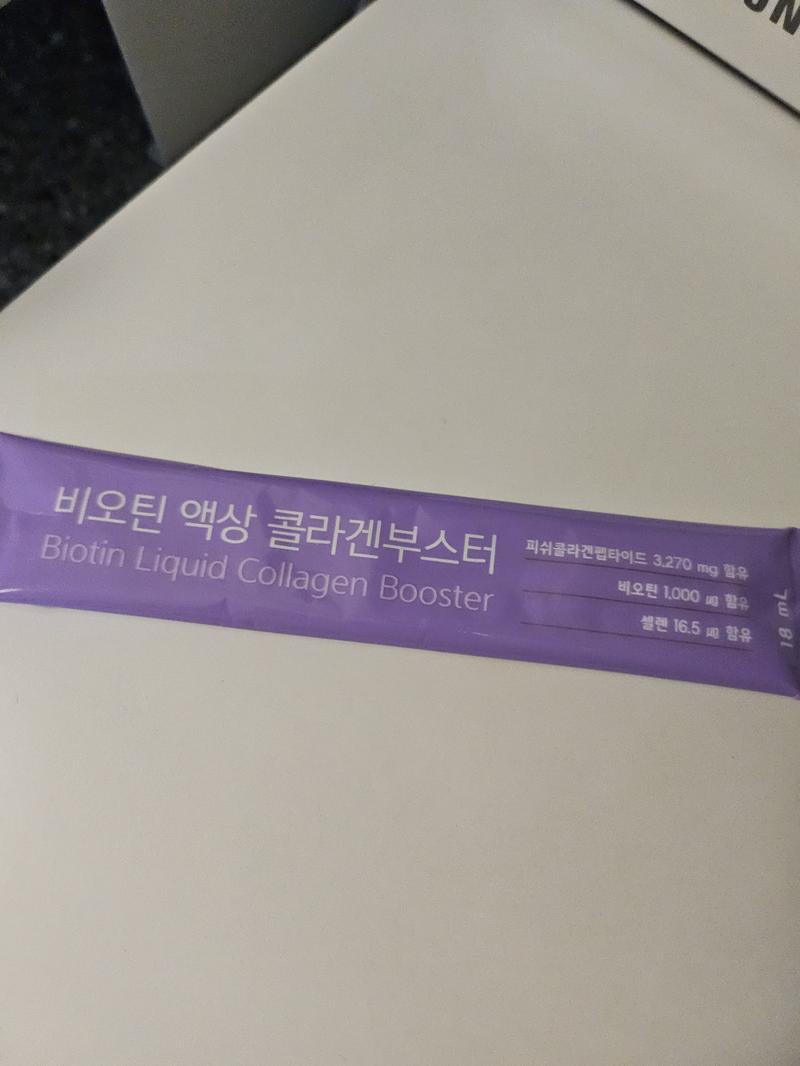 비오틴 액상 콜라겐부스터
Biotin Liquid Collagen Booster
피쉬콜라겐펩타이드 3,270 mg 함유
비오틴 1,000 ㎍ 함유
셀렌 16.5 ㎍ 함유
18 mL